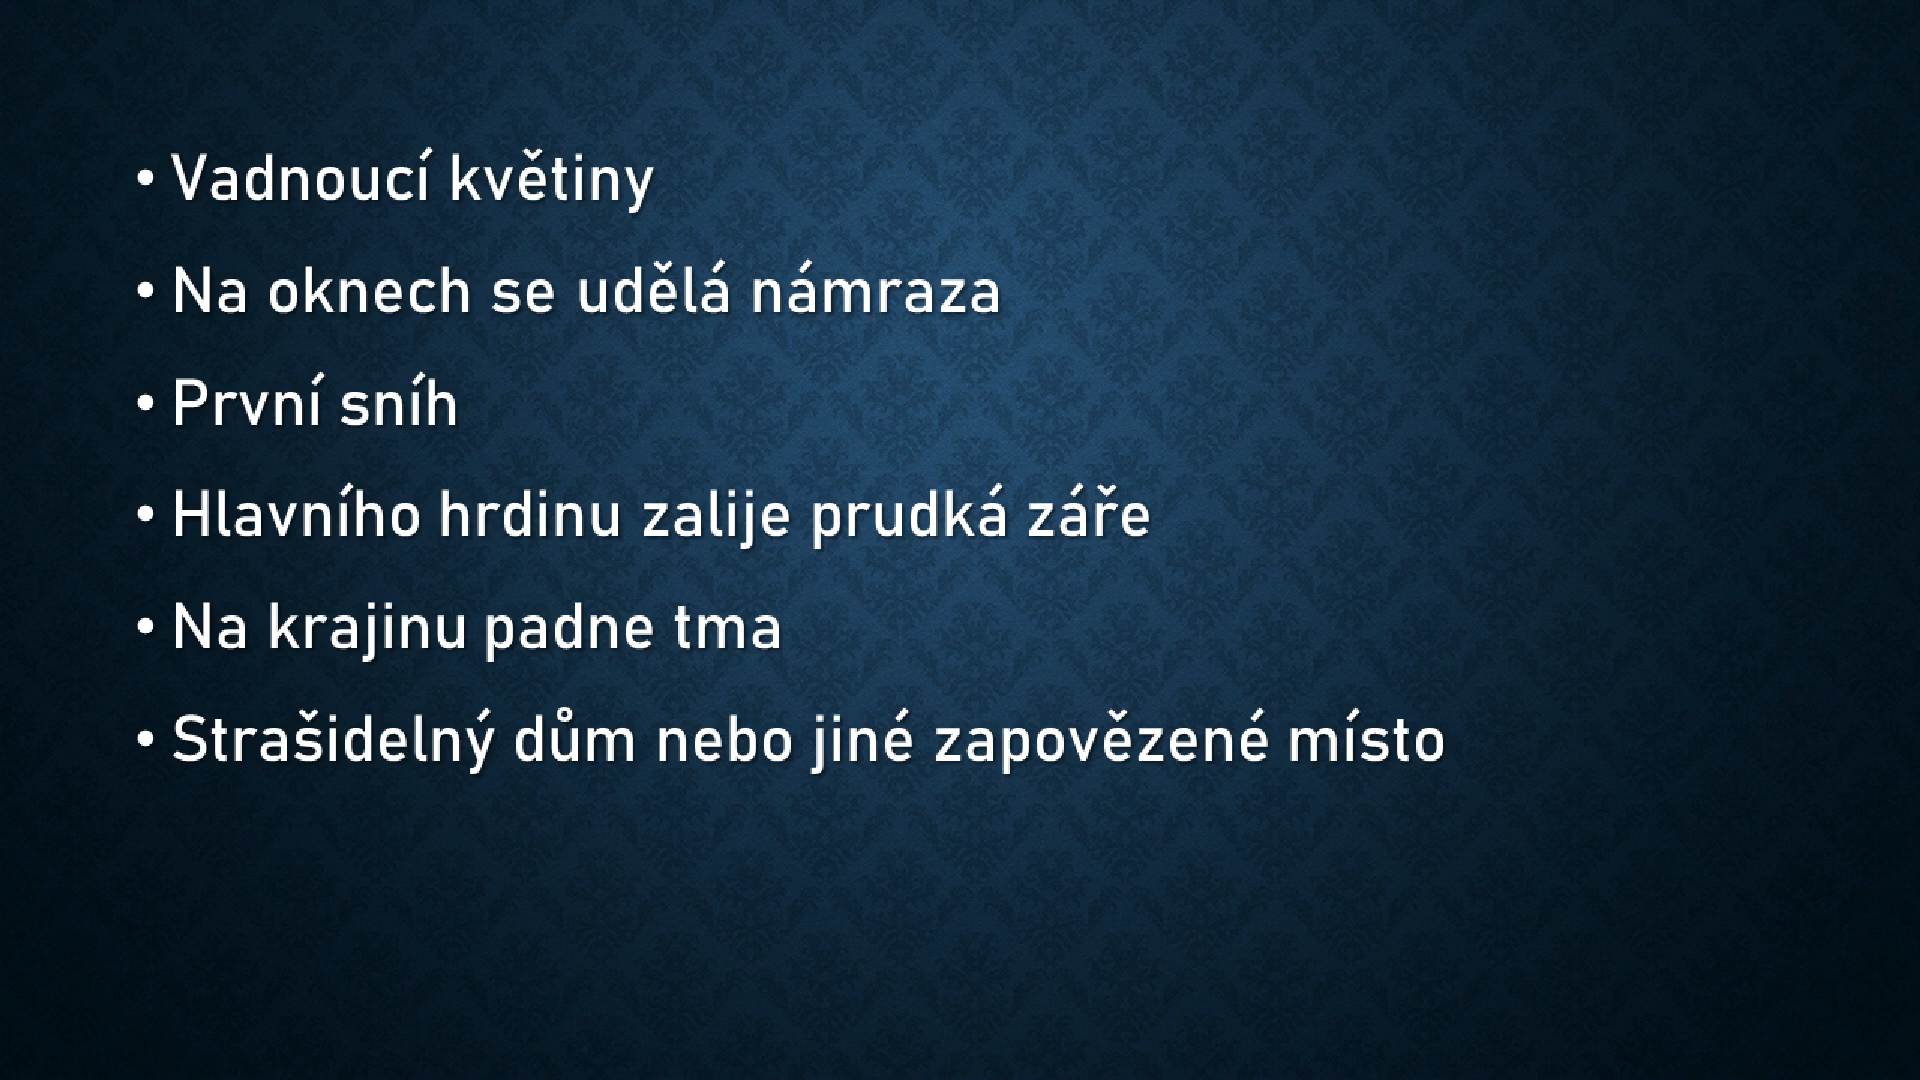 • Vadnoucí květiny
• Na oknech se udělá námraza
• První sníh
• Hlavního hrdinu zalije prudká záře
• Na krajinu padne tma
• Strašidelný dům nebo jiné zapovězené místo